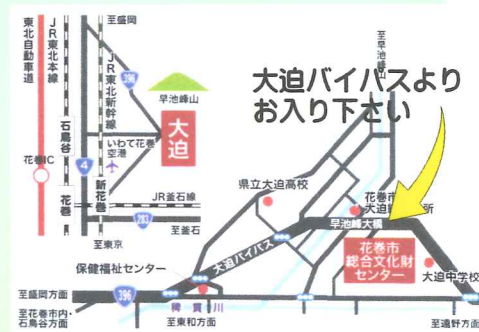 至盛岡
東北自動車道
JR東北本線
JR東北新幹線
396
早池峰山
石鳥谷
大迫
いわて花巻
空港
4
花巻IC
花巻
新花巻
JR釜石線
283
至東京
至釜石
至早池峰山
大迫バイパスより
お入り下さい
県立大迫高校
花巻市
大迫
所
早池峰大橋
大迫バイパス
花巻市
総合文化財
センター
大迫中学校
保健福祉センター
至盛岡方面
396
稗貫川
至花巻市内・
石鳥谷方面
至東和方面
至遠野方面